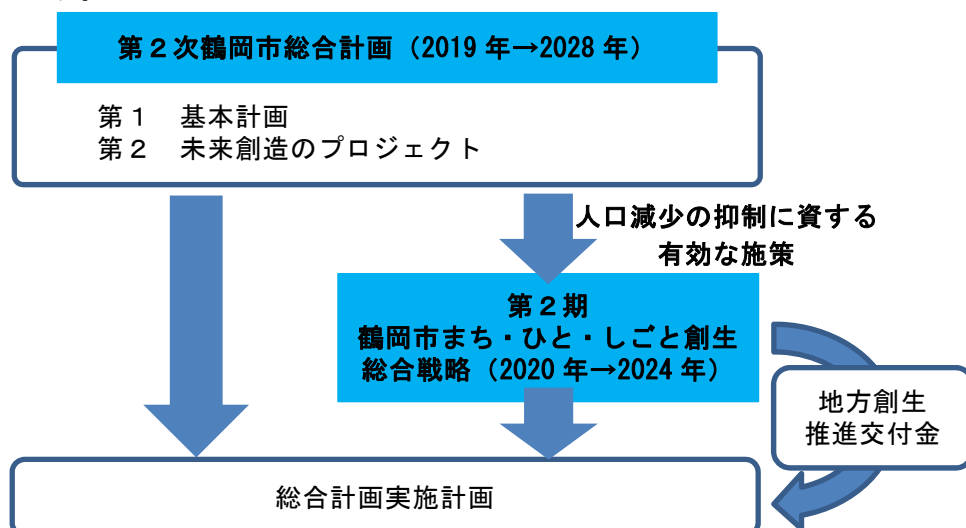 第２次鶴岡市総合計画（2019 年→2028 年）
第１　基本計画
第２　未来創造のプロジェクト
人口減少の抑制に資する
有効な施策
第２期
鶴岡市まち・ひと・しごと創生
総合戦略（2020 年→2024 年）
地方創生
推進交付金
総合計画実施計画